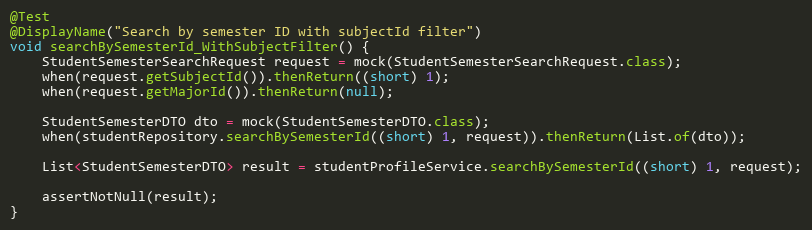 @Test
@DisplayName("Search by semester ID with subjectId filter")
void searchBySemesterId_WithSubjectFilter() {
    StudentSemesterSearchRequest request = mock(StudentSemesterSearchRequest.class);
    when(request.getSubjectId()).thenReturn((short) 1);
    when(request.getMajorId()).thenReturn(null);

    StudentSemesterDTO dto = mock(StudentSemesterDTO.class);
    when(studentRepository.searchBySemesterId((short) 1, request)).thenReturn(List.of(dto));

    List<StudentSemesterDTO> result = studentProfileService.searchBySemesterId((short) 1, request);

    assertNotNull(result);
}